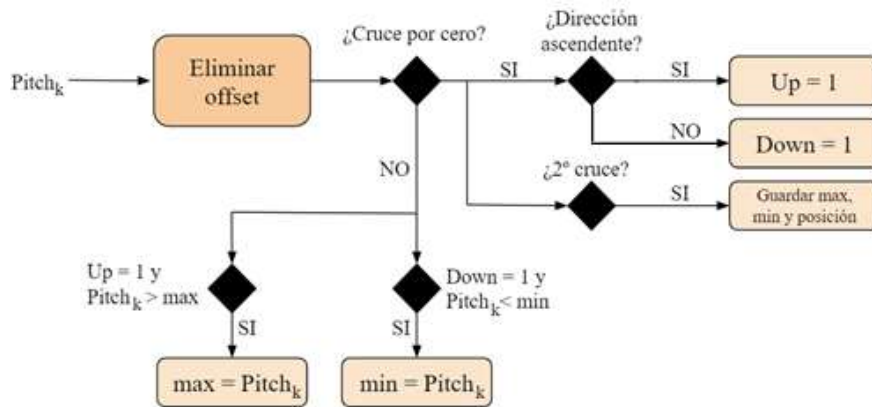 ¿Cruce por cero?
¿Dirección
ascendente?
Pitchₖ
Eliminar
offset
SI
SI
Up = 1
NO
Down = 1
NO
¿2º cruce?
SI
Guardar max,
min y posición
Up = 1 y
Pitchₖ > max
Down = 1 y
Pitchₖ < min
SI
SI
max = Pitchₖ
min = Pitchₖ